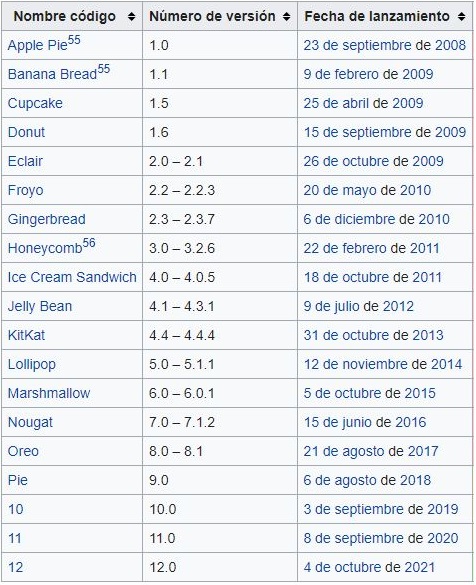 Nombre código Número de versión Fecha de lanzamiento
Apple Pie55 1.0 23 de septiembre de 2008
Banana Bread55 1.1 9 de febrero de 2009
Cupcake 1.5 25 de abril de 2009
Donut 1.6 15 de septiembre de 2009
Eclair 2.0 – 2.1 26 de octubre de 2009
Froyo 2.2 – 2.2.3 20 de mayo de 2010
Gingerbread 2.3 – 2.3.7 6 de diciembre de 2010
Honeycomb56 3.0 – 3.2.6 22 de febrero de 2011
Ice Cream Sandwich 4.0 – 4.0.5 18 de octubre de 2011
Jelly Bean 4.1 – 4.3.1 9 de julio de 2012
KitKat 4.4 – 4.4.4 31 de octubre de 2013
Lollipop 5.0 – 5.1.1 12 de noviembre de 2014
Marshmallow 6.0 – 6.0.1 5 de octubre de 2015
Nougat 7.0 – 7.1.2 15 de junio de 2016
Oreo 8.0 – 8.1 21 de agosto de 2017
Pie 9.0 6 de agosto de 2018
10 10.0 3 de septiembre de 2019
11 11.0 8 de septiembre de 2020
12 12.0 4 de octubre de 2021